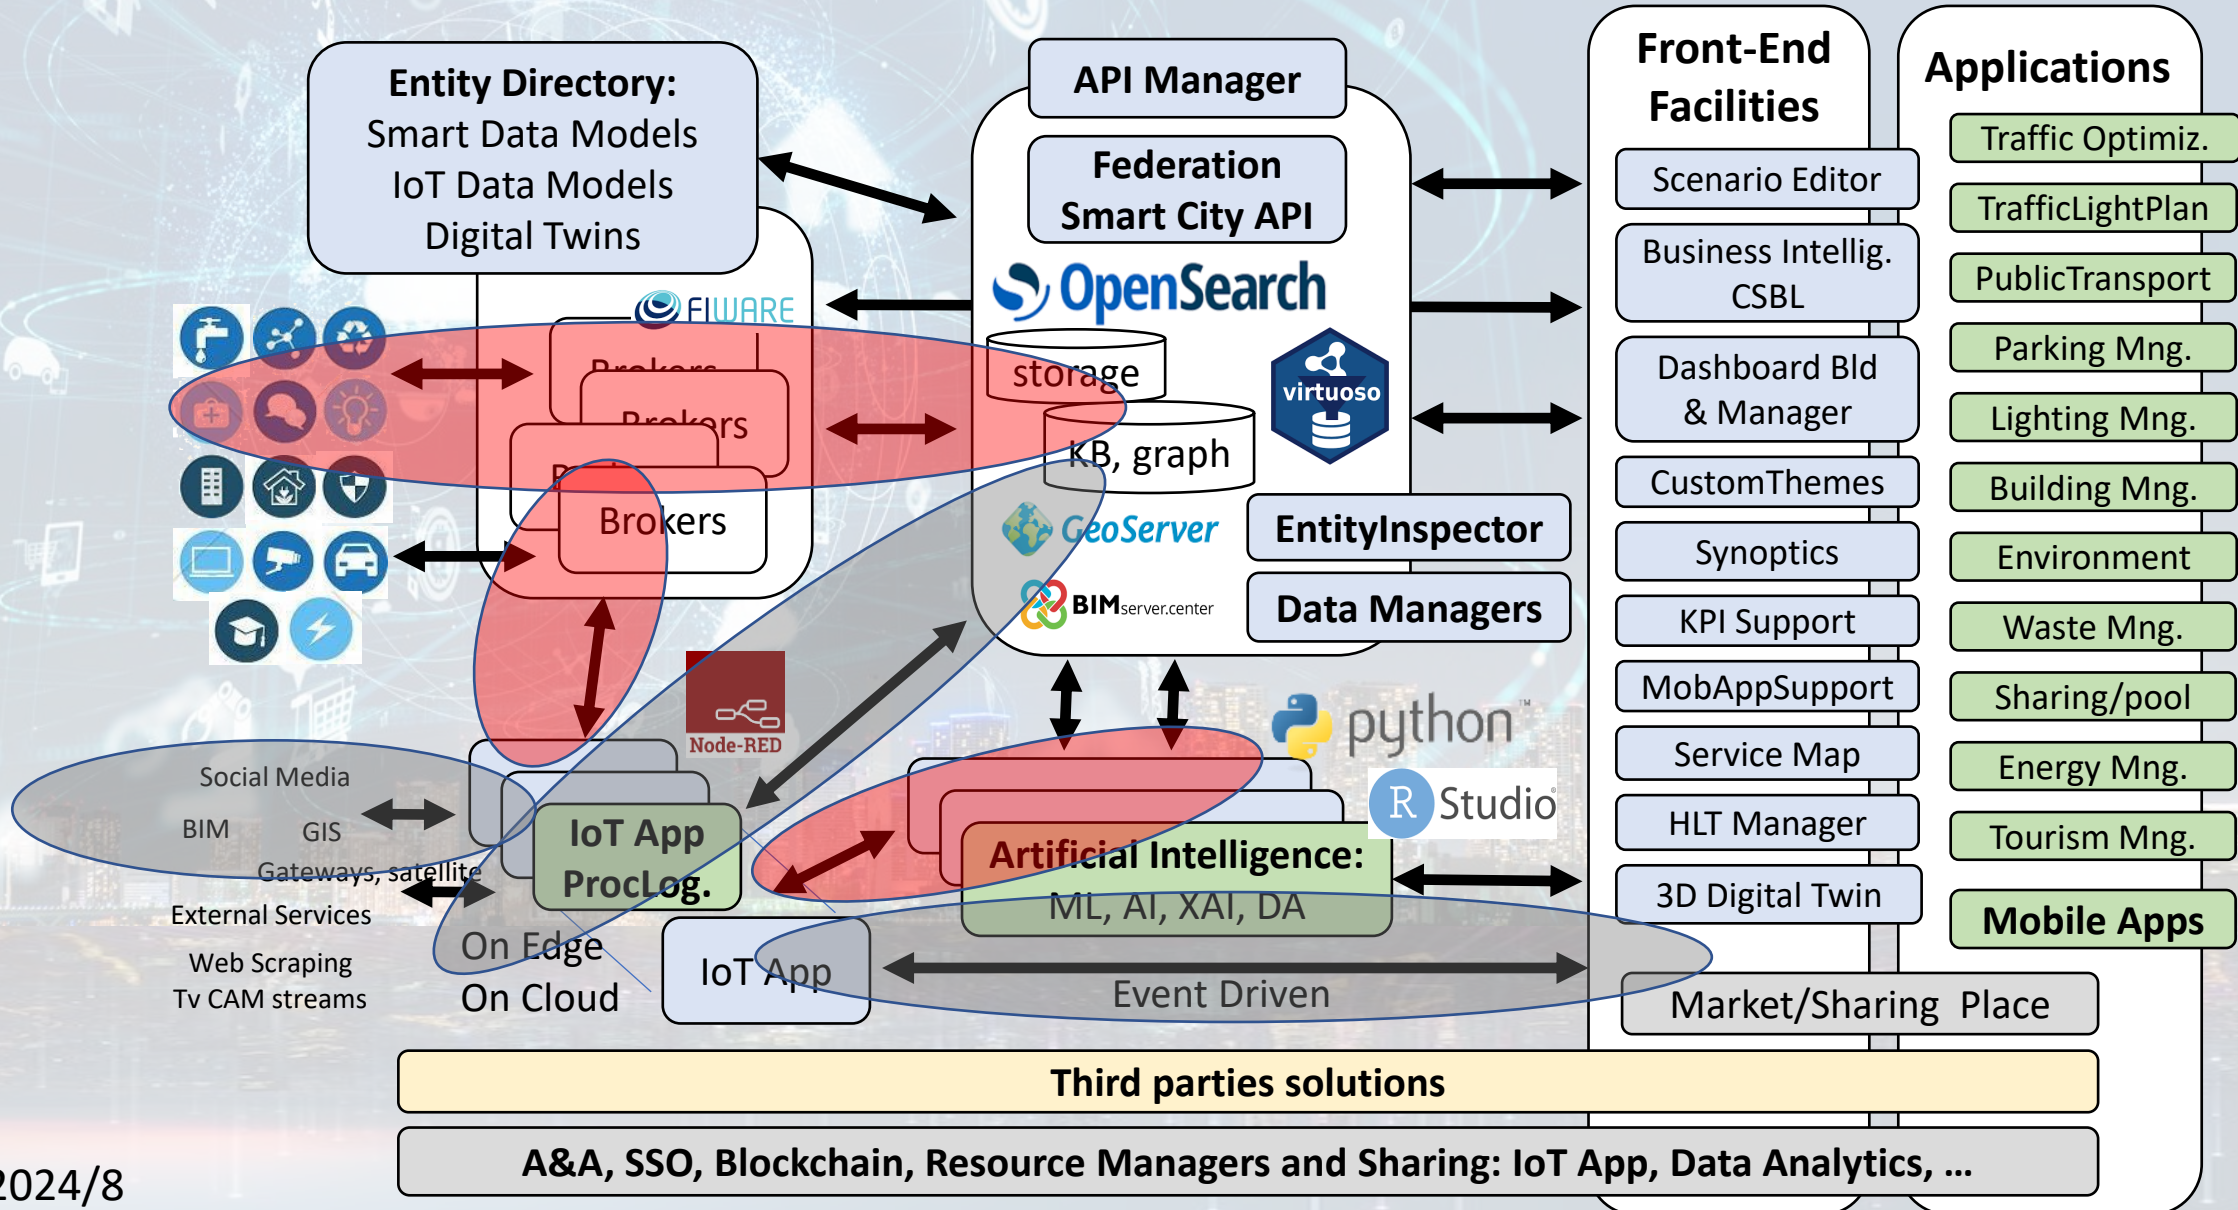 Entity Directory:
Smart Data Models
IoT Data Models
Digital Twins
FIWARE
Brokers
Brokers
Brokers
API Manager
Federation
Smart City API
OpenSearch
storage
KB, graph
virtuoso
GeoServer
BIMserver.center
EntityInspector
Data Managers
Node-RED
python™
R Studio
Social Media
BIM
GIS
Gateways, satellite
External Services
Web Scraping
Tv CAM streams
IoT App
ProcLog.
On Edge
On Cloud
IoT App
Artificial Intelligence:
ML, AI, XAI, DA
Event Driven
Front-End
Facilities
Scenario Editor
Business Intellig.
CSBL
Dashboard Bld
& Manager
CustomThemes
Synoptics
KPI Support
MobAppSupport
Service Map
HLT Manager
3D Digital Twin
Applications
Traffic Optimiz.
TrafficLightPlan
PublicTransport
Parking Mng.
Lighting Mng.
Building Mng.
Environment
Waste Mng.
Sharing/pool
Energy Mng.
Tourism Mng.
Mobile Apps
Market/Sharing Place
Third parties solutions
A&A, SSO, Blockchain, Resource Managers and Sharing: IoT App, Data Analytics, ...
2024/8